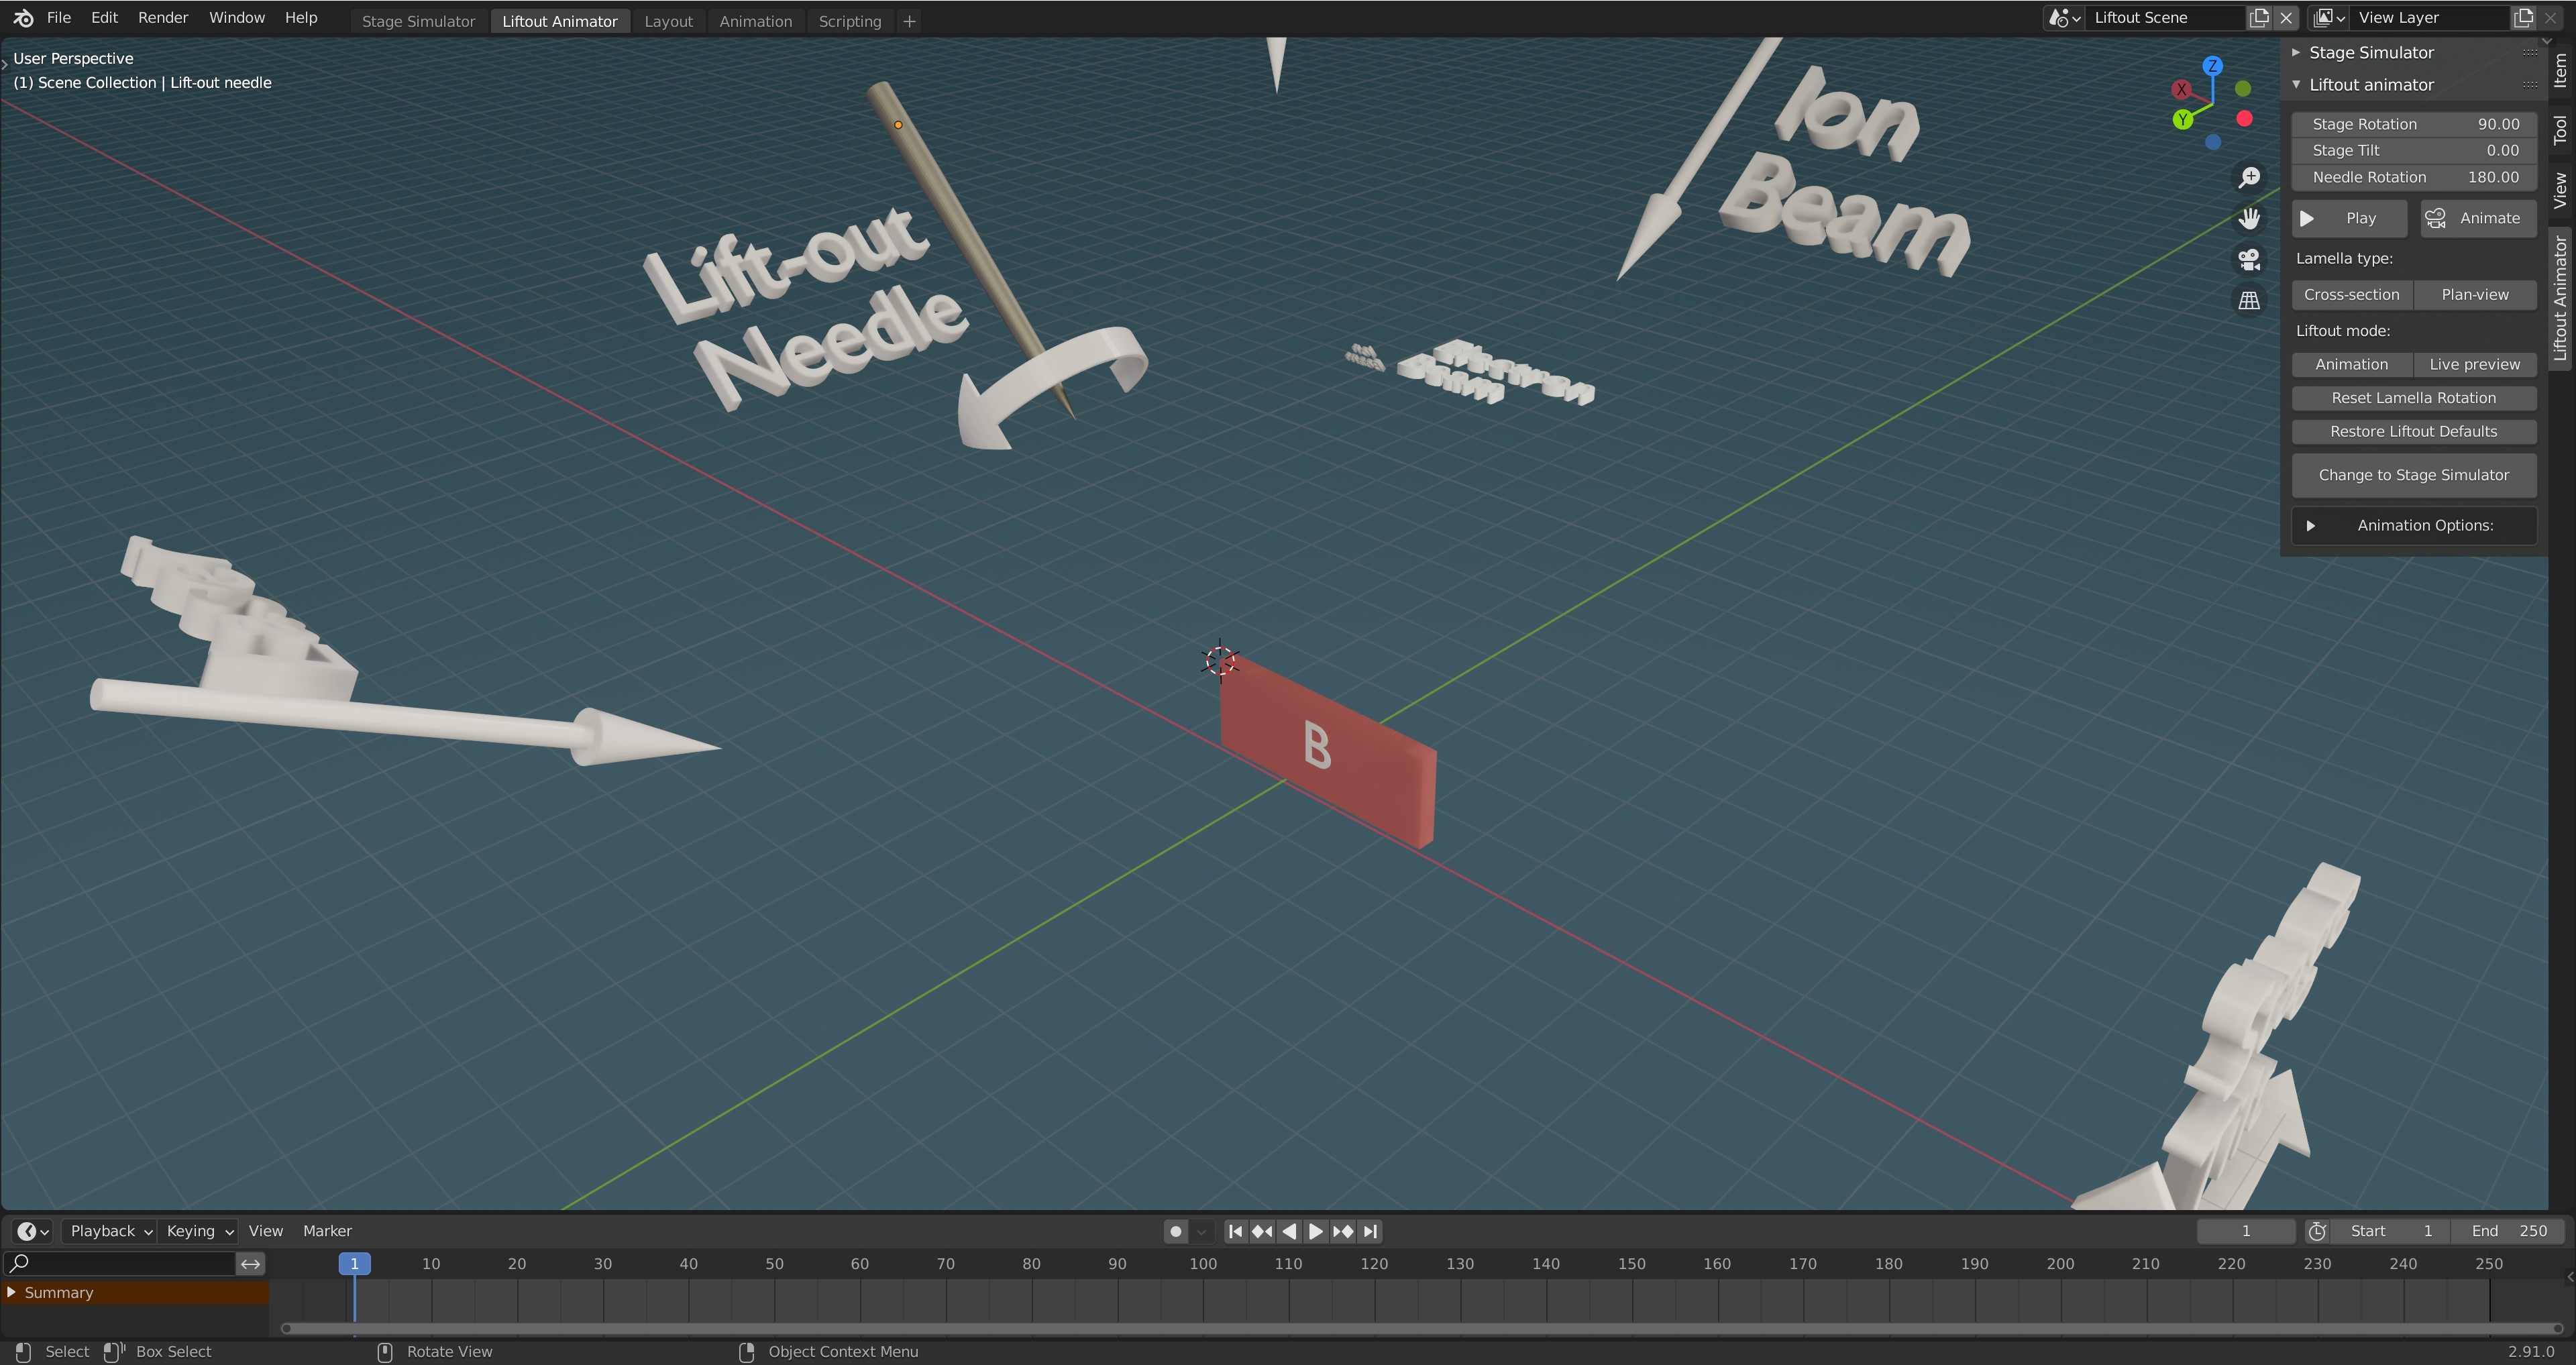 File Edit Render Window Help
Stage Simulator Liftout Animator Layout Animation Scripting +
Liftout Scene View Layer
User Perspective
(1) Scene Collection | Lift-out needle
Lift-out
Needle
Ion
Beam
Electron
Beam
B
Z
X
Y
Stage Simulator
Liftout animator
Stage Rotation 90.00
Stage Tilt 0.00
Needle Rotation 180.00
Play Animate
Lamella type:
Cross-section Plan-view
Liftout mode:
Animation Live preview
Reset Lamella Rotation
Restore Liftout Defaults
Change to Stage Simulator
Animation Options:
Item
Tool
View
Liftout Animator
Playback Keying View Marker
1 Start 1 End 250
1 10 20 30 40 50 60 70 80 90 100 110 120 130 140 150 160 170 180 190 200 210 220 230 240 250
Summary
Select Box Select Rotate View Object Context Menu 2.91.0